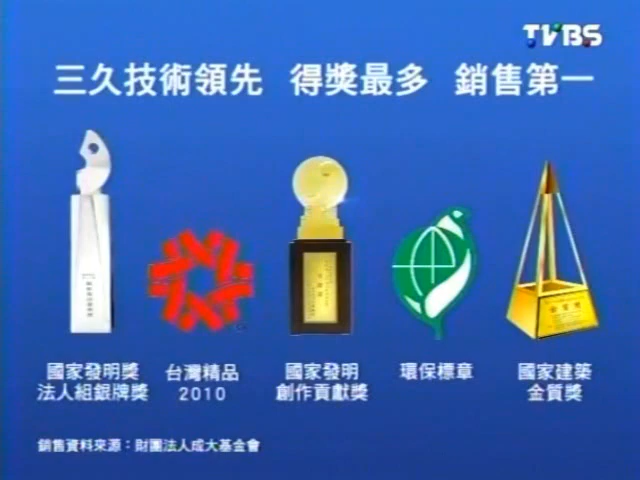 TVBS
三久技術領先 得獎最多 銷售第一
國家發明獎
法人組銀牌獎
台灣精品
2010
國家發明
創作貢獻獎
環保標章
國家建築
金質獎
銷售資料來源：財團法人成大基金會